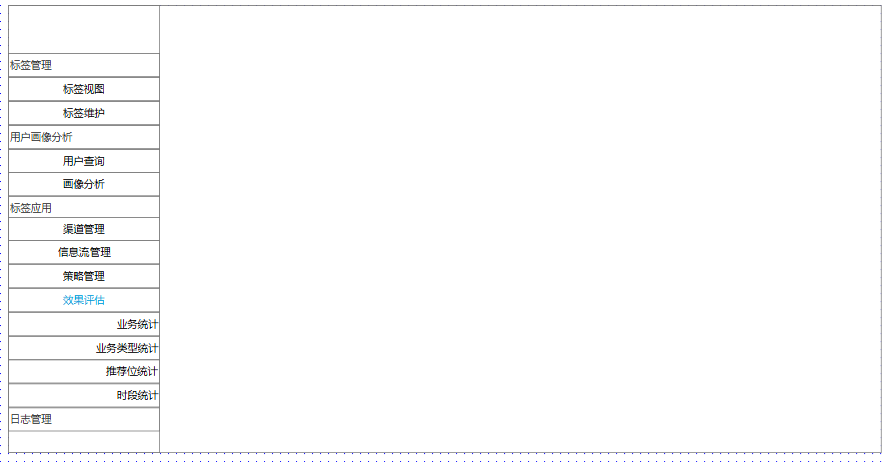 标签管理
标签视图
标签维护
用户画像分析
用户查询
画像分析
标签应用
渠道管理
信息流管理
策略管理
效果评估
业务统计
业务类型统计
推荐位统计
时段统计
日志管理